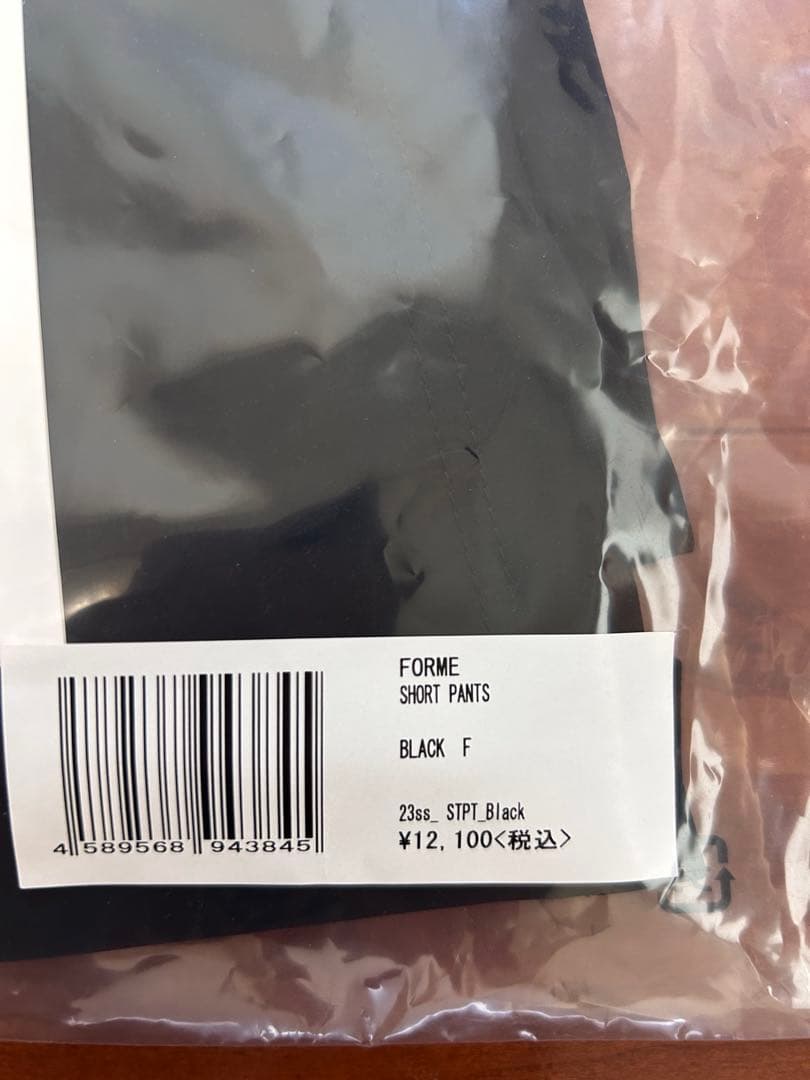 FORME
SHORT PANTS
BLACK F
23ss_ STPT_Black
¥12,100<税込>
4 589568 943845